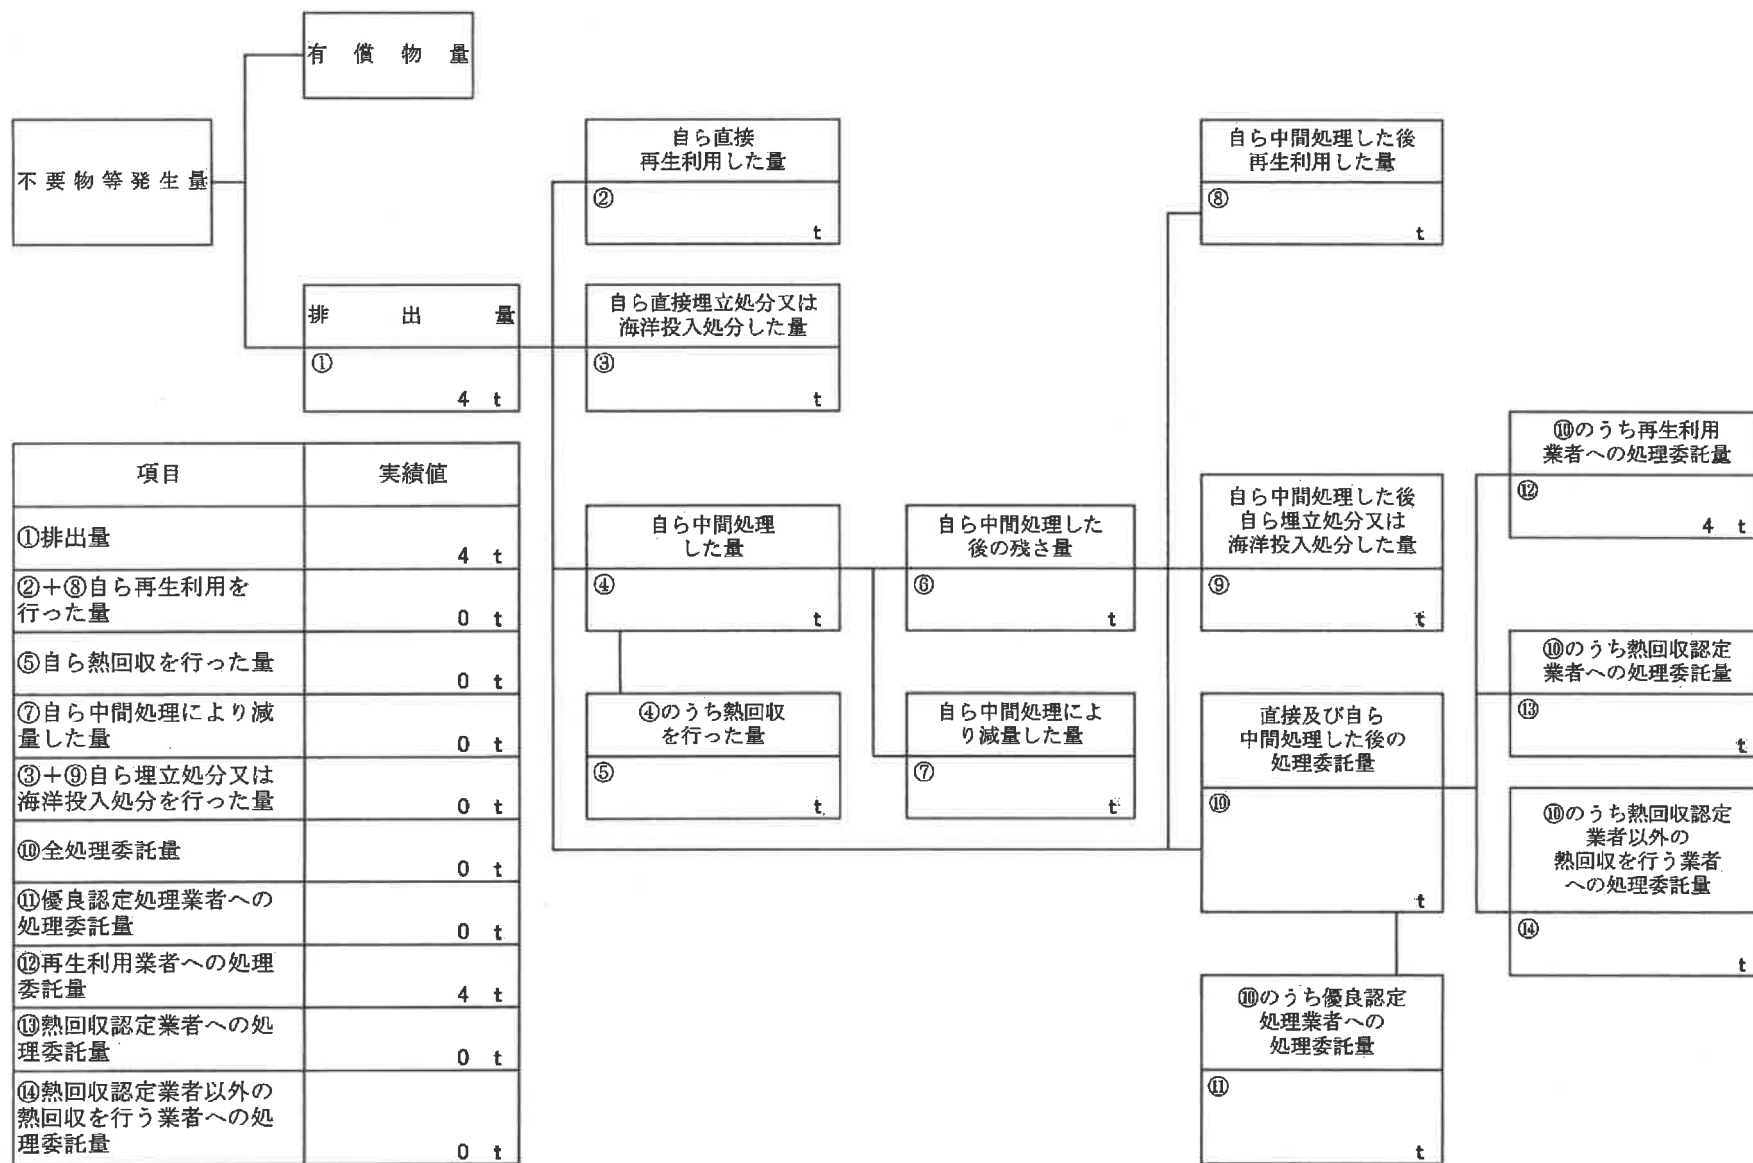 有償物量
不要物等発生量
排出量
①
4 t
自ら直接
再生利用した量
②
t
自ら直接埋立処分又は
海洋投入処分した量
③
t
自ら中間処理
した量
④
t
④のうち熱回収
を行った量
⑤
t
自ら中間処理した
後の残さ量
⑥
t
自ら中間処理によ
り減量した量
⑦
t
自ら中間処理した後
再生利用した量
⑧
t
自ら中間処理した後
自ら埋立処分又は
海洋投入処分した量
⑨
t
直接及び自ら
中間処理した後の
処理委託量
⑩
t
⑩のうち優良認定
処理業者への
処理委託量
⑪
t
⑩のうち再生利用
業者への処理委託量
⑫
4 t
⑩のうち熱回収認定
業者への処理委託量
⑬
t
⑩のうち熱回収認定
業者以外の
熱回収を行う業者
への処理委託量
⑭
t
項目 実績値
①排出量
4 t
②+⑧自ら再生利用を
行った量
0 t
⑤自ら熱回収を行った量
0 t
⑦自ら中間処理により減
量した量
0 t
③+⑨自ら埋立処分又は
海洋投入処分を行った量
0 t
⑩全処理委託量
0 t
⑪優良認定処理業者への
処理委託量
0 t
⑫再生利用業者への処理
委託量
4 t
⑬熱回収認定業者への処
理委託量
0 t
⑭熱回収認定業者以外の
熱回収を行う業者への処
理委託量
0 t